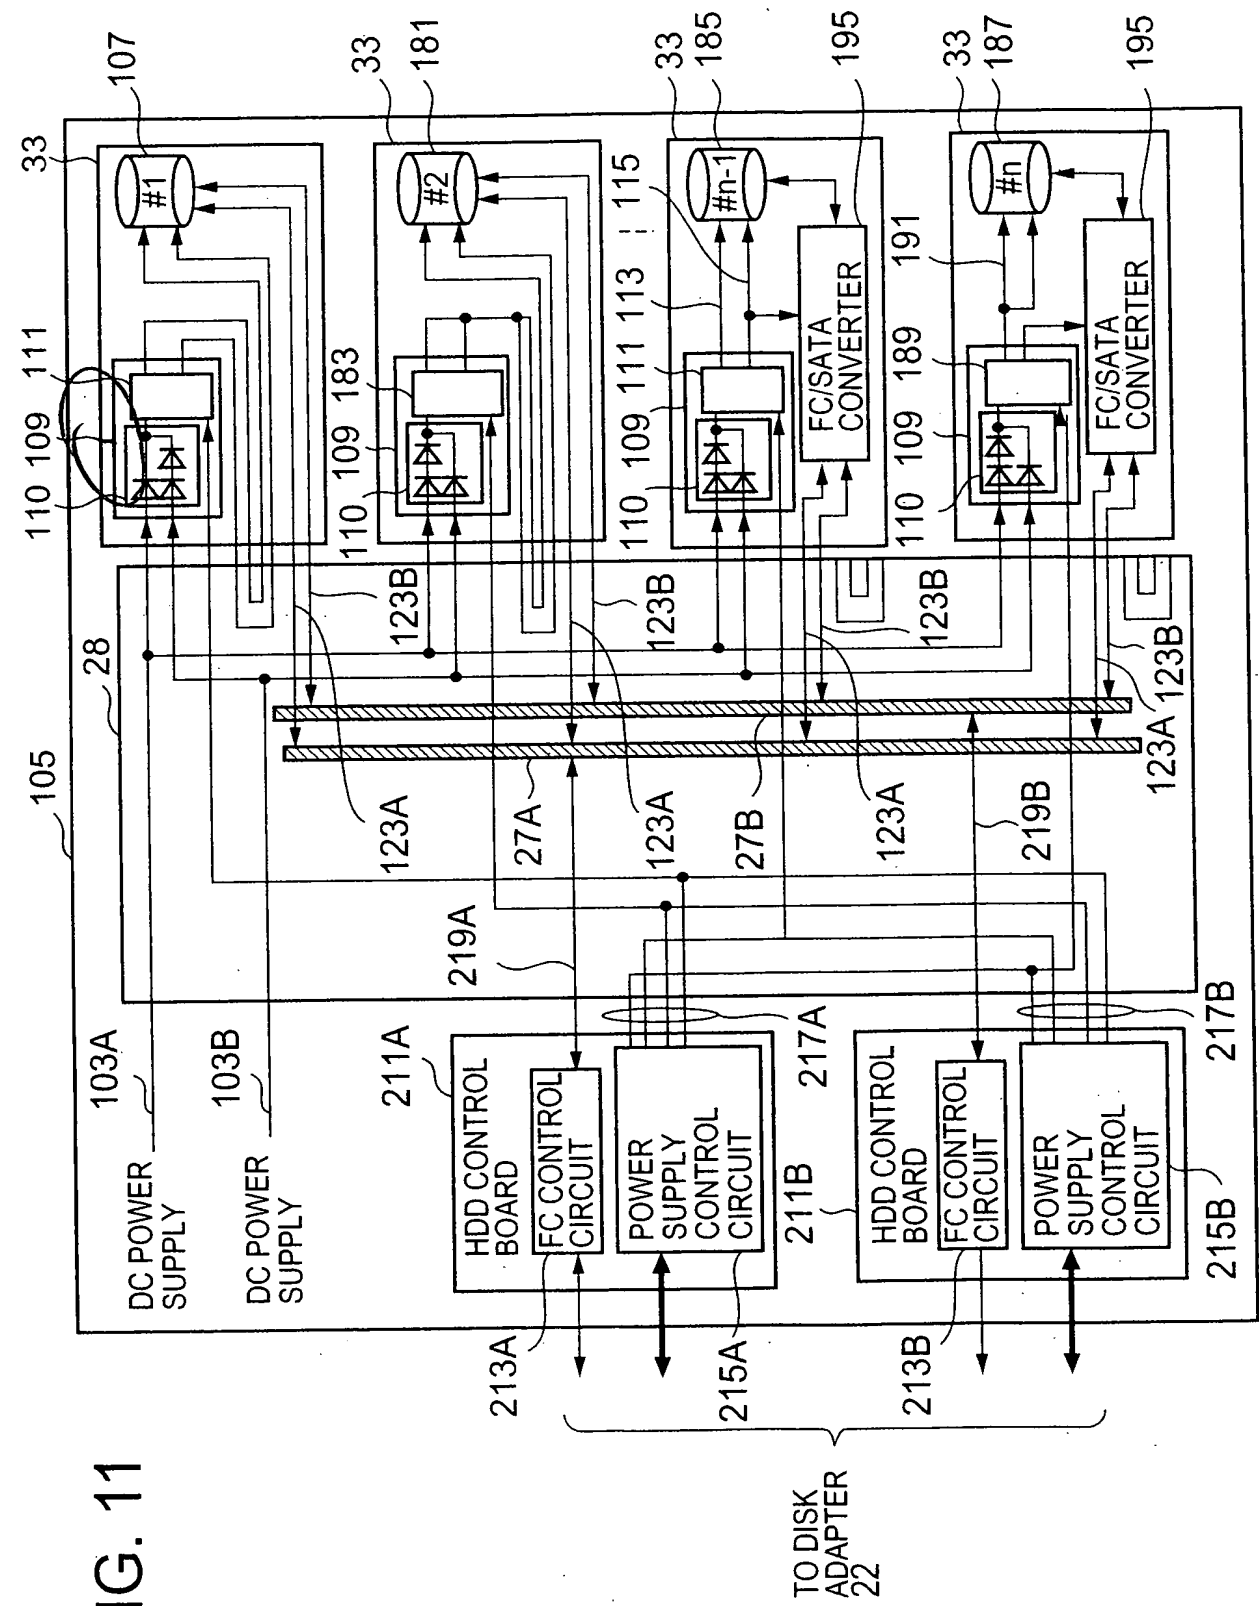 IG. 11
105
28
33
107
33
181
33
185
195
33
187
195
110
109
111
110
109
183
110
109
111
113
115
110
109
189
191
#1
#2
#n-1
#n
FC/SATA
CONVERTER
FC/SATA
CONVERTER
123B
123B
123B
123B
123A
123A
123A
123A
27A
27B
219A
219B
103A
103B
DC POWER
SUPPLY
DC POWER
SUPPLY
211A
HDD CONTROL
BOARD
FC CONTROL
CIRCUIT
POWER
SUPPLY
CONTROL
CIRCUIT
217A
213A
215A
211B
HDD CONTROL
BOARD
FC CONTROL
CIRCUIT
POWER
SUPPLY
CONTROL
CIRCUIT
217B
213B
215B
TO DISK
ADAPTER
22